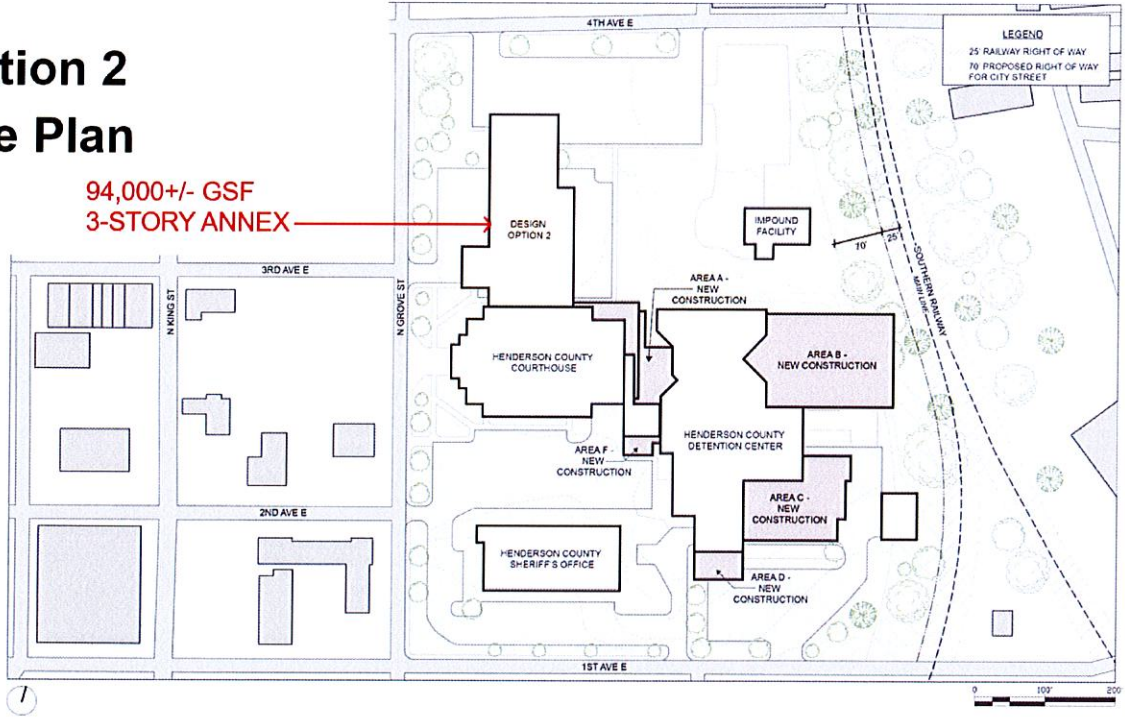 tion 2
e Plan
94,000+/- GSF
3-STORY ANNEX
4TH AVE E
LEGEND
25' RAILWAY RIGHT OF WAY
70' PROPOSED RIGHT OF WAY
FOR CITY STREET
DESIGN
OPTION 2
IMPOUND
FACILITY
70'
25'
SOUTHERN RAILWAY
MAIN LINE
3RD AVE E
N KING ST
N GROVE ST
AREA A -
NEW
CONSTRUCTION
HENDERSON COUNTY
COURTHOUSE
AREA B -
NEW CONSTRUCTION
HENDERSON COUNTY
DETENTION CENTER
AREA F -
NEW
CONSTRUCTION
AREA C -
NEW
CONSTRUCTION
2ND AVE E
HENDERSON COUNTY
SHERIFF'S OFFICE
AREA D -
NEW
CONSTRUCTION
1ST AVE E
0 100' 200'